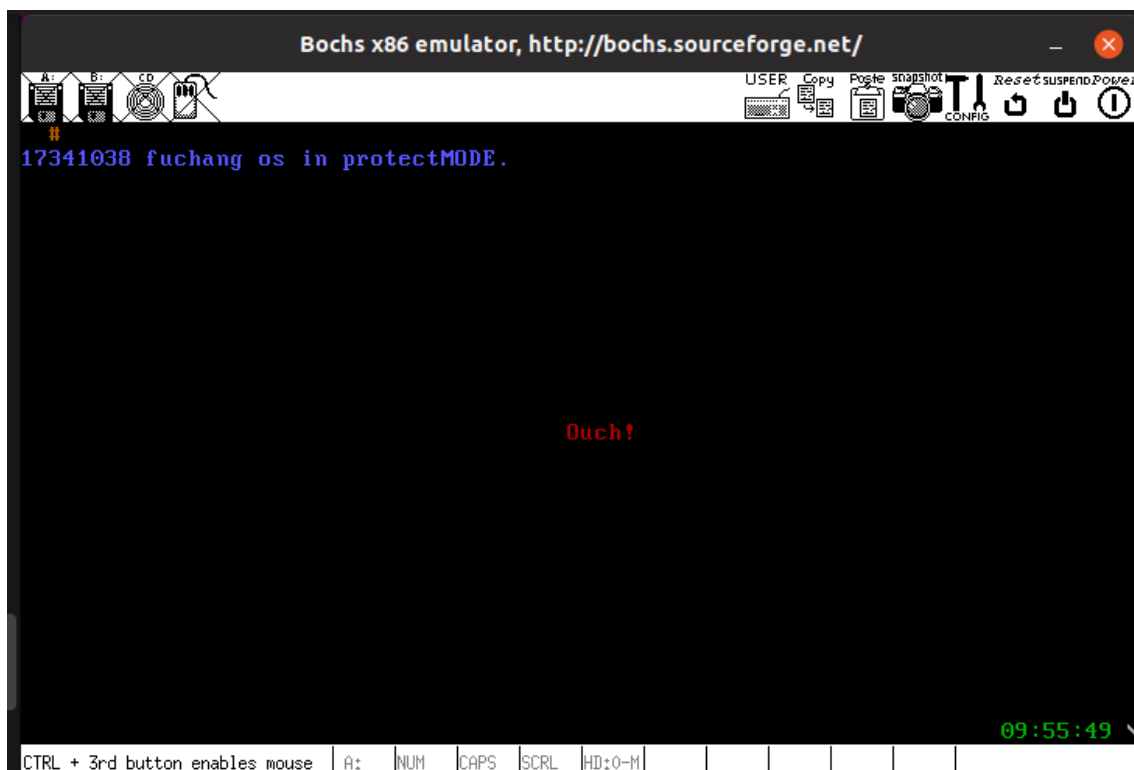 Bochs x86 emulator, http://bochs.sourceforge.net/
A: B: CD USER Copy Paste snapshot CONFIG Reset SUSPEND Power
#
17341038 fuchang os in protectMODE.
Ouch!
09:55:49
CTRL + 3rd button enables mouse A: NUM CAPS SCRL HD:0-M